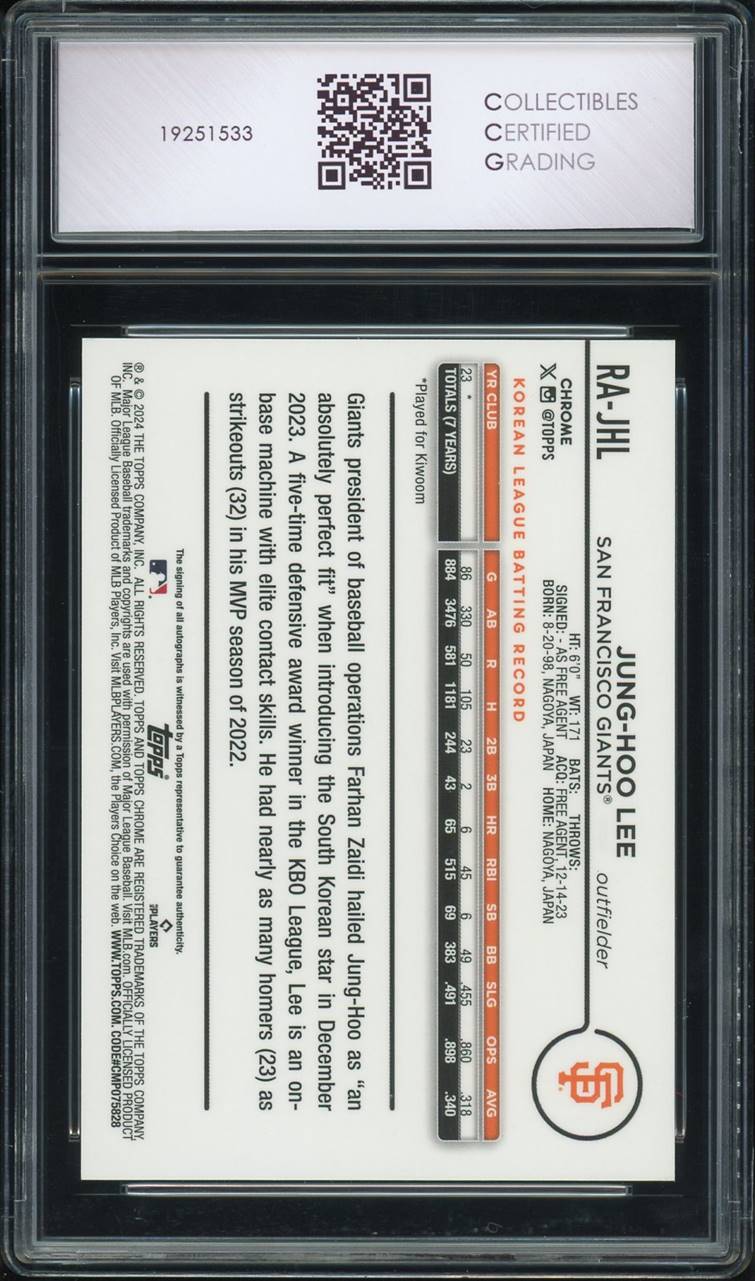 19251533
COLLECTIBLES
CERTIFIED
GRADING
RA-JHL
JUNG-HOO LEE
SAN FRANCISCO GIANTS® outfielder
CHROME
X @TOPPS
HT: 6'0" WT: 171 BATS: THROWS:
SIGNED: - AS FREE AGENT ACQ: FREE AGENT, 12-14-23
BORN: 8-20-98, NAGOYA, JAPAN HOME: NAGOYA, JAPAN
KOREAN LEAGUE BATTING RECORD
YR CLUB G AB R H 2B 3B HR RBI SB BB SLG OPS AVG
23 * 86 330 50 105 23 2 6 45 6 49 .455 .860 .318
TOTALS (7 YEARS) 884 3476 581 1181 244 43 65 515 69 383 .491 .898 .340
*Played for Kiwoom
Giants president of baseball operations Farhan Zaidi hailed Jung-Hoo as “an
absolutely perfect fit” when introducing the South Korean star in December
2023. A five-time defensive award winner in the KBO League, Lee is an on-
base machine with elite contact skills. He had nearly as many homers (23) as
strikeouts (32) in his MVP season of 2022.
The signing of all autographs is witnessed by a Topps representative to guarantee authenticity.
topps®
PLAYERS
® & © 2024 THE TOPPS COMPANY, INC. ALL RIGHTS RESERVED. TOPPS AND TOPPS CHROME ARE REGISTERED TRADEMARKS OF THE TOPPS COMPANY,
INC. Major League Baseball trademarks and copyrights are used with permission of Major League Baseball. Visit MLB.com. OFFICIALLY LICENSED PRODUCT
OF MLB. Officially Licensed Product of MLB Players, Inc. Visit MLBPLAYERS.COM, the Players Choice on the web. WWW.TOPPS.COM. CODE#CMP075828